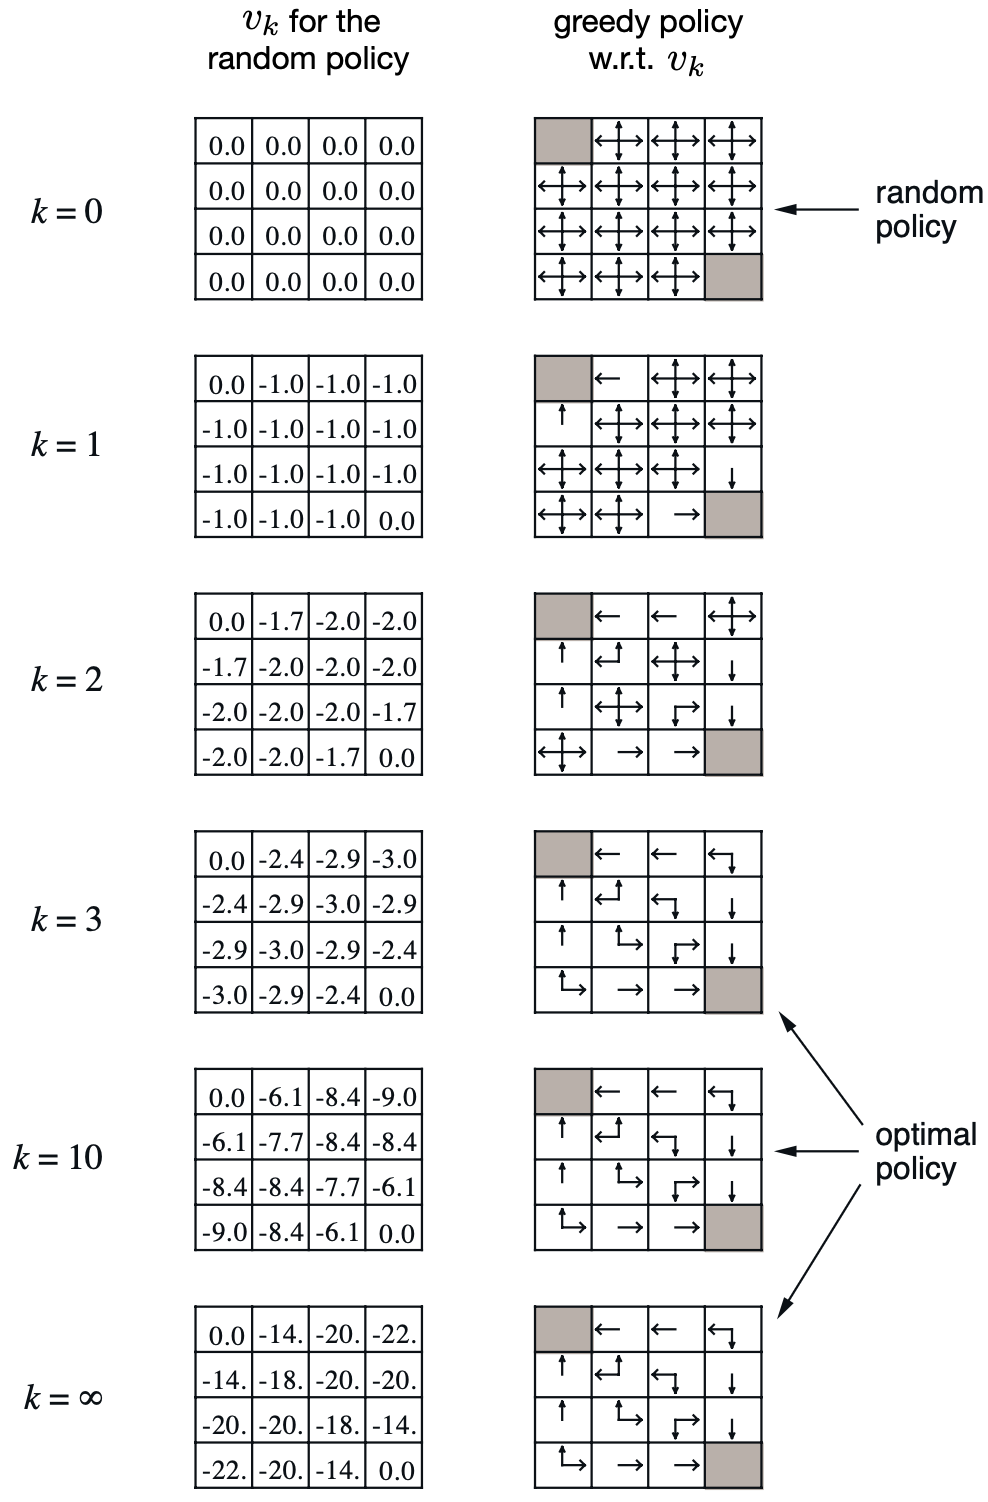 v_k for the
random policy
greedy policy
w.r.t. v_k
k = 0
0.0 0.0 0.0 0.0
0.0 0.0 0.0 0.0
0.0 0.0 0.0 0.0
0.0 0.0 0.0 0.0
random
policy
k = 1
0.0 -1.0 -1.0 -1.0
-1.0 -1.0 -1.0 -1.0
-1.0 -1.0 -1.0 -1.0
-1.0 -1.0 -1.0 0.0
k = 2
0.0 -1.7 -2.0 -2.0
-1.7 -2.0 -2.0 -2.0
-2.0 -2.0 -2.0 -1.7
-2.0 -2.0 -1.7 0.0
k = 3
0.0 -2.4 -2.9 -3.0
-2.4 -2.9 -3.0 -2.9
-2.9 -3.0 -2.9 -2.4
-3.0 -2.9 -2.4 0.0
k = 10
0.0 -6.1 -8.4 -9.0
-6.1 -7.7 -8.4 -8.4
-8.4 -8.4 -7.7 -6.1
-9.0 -8.4 -6.1 0.0
optimal
policy
k = ∞
0.0 -14. -20. -22.
-14. -18. -20. -20.
-20. -20. -18. -14.
-22. -20. -14. 0.0